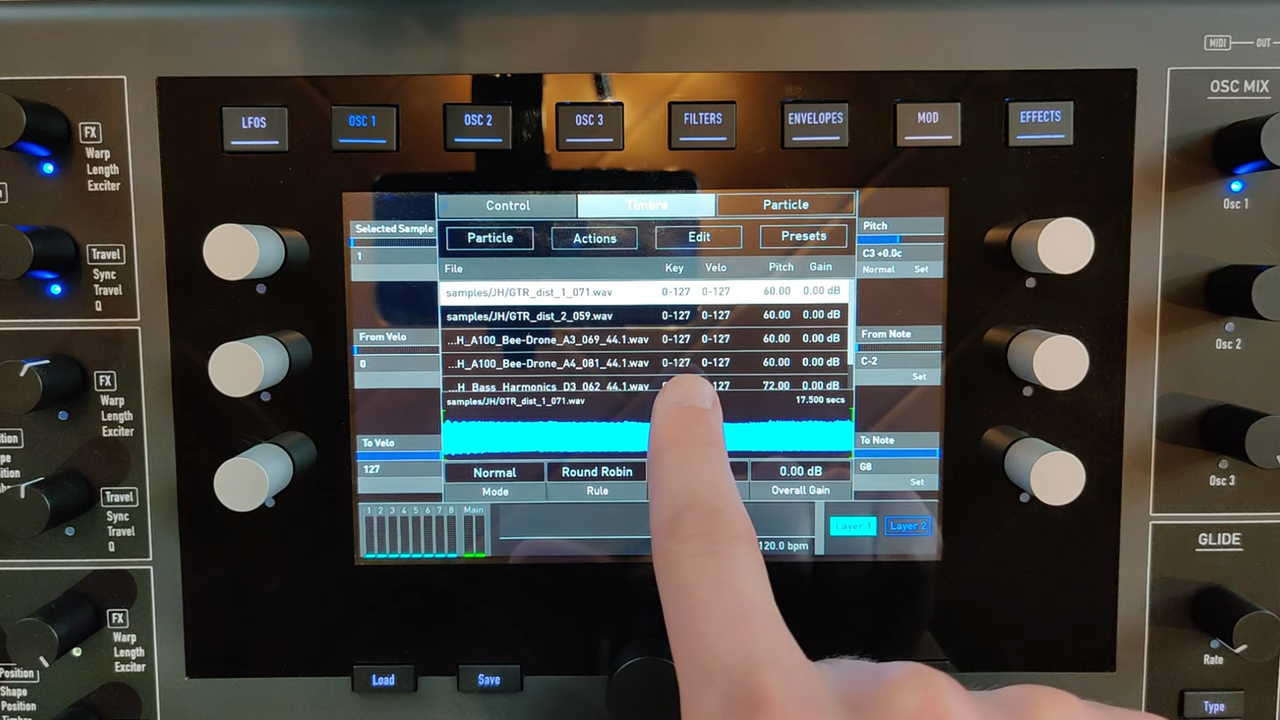 MIDI OUT
LFOS OSC 1 OSC 2 OSC 3 FILTERS ENVELOPES MOD EFFECTS
FX
Warp
Length
Exciter
Travel
Sync
Travel
Q
FX
Warp
Length
Exciter
Travel
Sync
Travel
Q
FX
Warp
Length
Exciter
Position
Shape
Position
Control Timbre Particle
Particle Actions Edit Presets
File Key Velo Pitch Gain
samples/JH/GTR_dist_1_071.wav 0-127 0-127 60.00 0.00 dB
samples/JH/GTR_dist_2_059.wav 0-127 0-127 60.00 0.00 dB
...H_A100_Bee-Drone_A3_069_44.1.wav 0-127 0-127 60.00 0.00 dB
...H_A100_Bee-Drone_A4_081_44.1.wav 0-127 0-127 60.00 0.00 dB
...H_Bass_Harmonics_D3_062_44.1.wav 127 72.00 0.00 dB
samples/JH/GTR_dist_1_071.wav 17.500 secs
Normal Round Robin 0.00 dB
Mode Rule Overall Gain
Selected Sample
1
From Velo
0
To Velo
127
Pitch
C3 +0.0c
Normal Set
From Note
C-2
Set
To Note
G8
Set
1 2 3 4 5 6 7 8 Main
120.0 bpm
Layer 1 Layer 2
Load Save
OSC MIX
Osc 1
Osc 2
Osc 3
GLIDE
Rate
Type